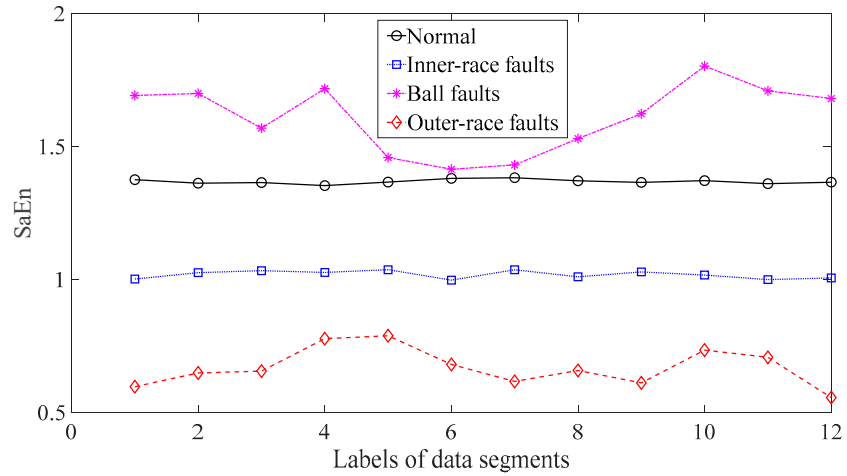 2
Normal
Inner-race faults
Ball faults
Outer-race faults
1.5
SaEn
1
0.5
0 2 4 6 8 10 12
Labels of data segments